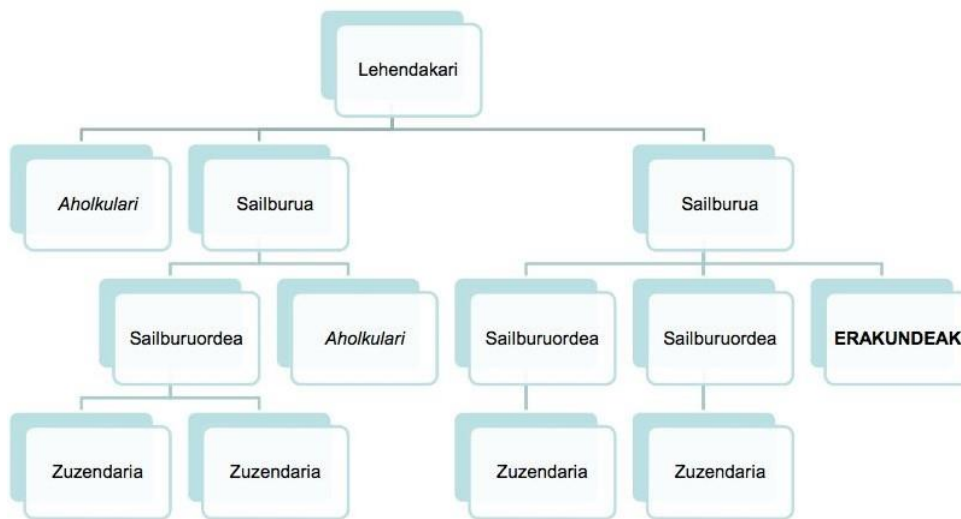 Lehendakari
Aholkulari
Sailburua
Sailburua
Sailburuordea
Aholkulari
Sailburuordea
Sailburuordea
ERAKUNDEAK
Zuzendaria
Zuzendaria
Zuzendaria
Zuzendaria